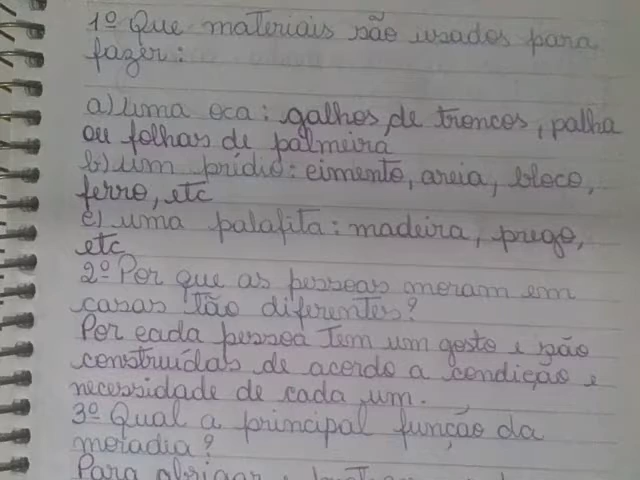 1º Que materiais são usados para
fazer:
a) uma oca: galhos de troncos, palha
ou folhas de palmeira
b) um prídio: cimento, areia, bloco,
ferro, etc
c) uma palafita: madeira, prego,
etc
2º Por que as pessoas moram em
casas tão diferentes?
Por cada pessoa tem um gosto e são
construídas de acordo a condição e
necessidade de cada um.
3º Qual a principal função da
moradia?
Para abrigar e